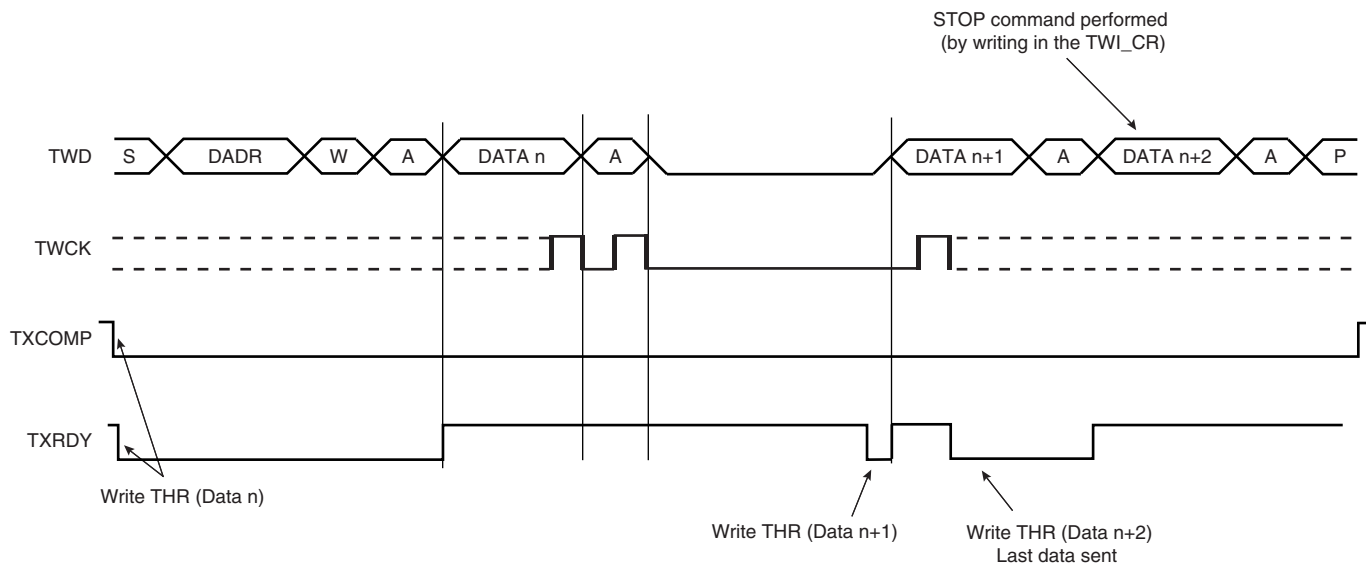 STOP command performed
(by writing in the TWI_CR)
TWD S DADR W A DATA n A DATA n+1 A DATA n+2 A P
TWCK
TXCOMP
TXRDY
Write THR (Data n)
Write THR (Data n+1)
Write THR (Data n+2)
Last data sent